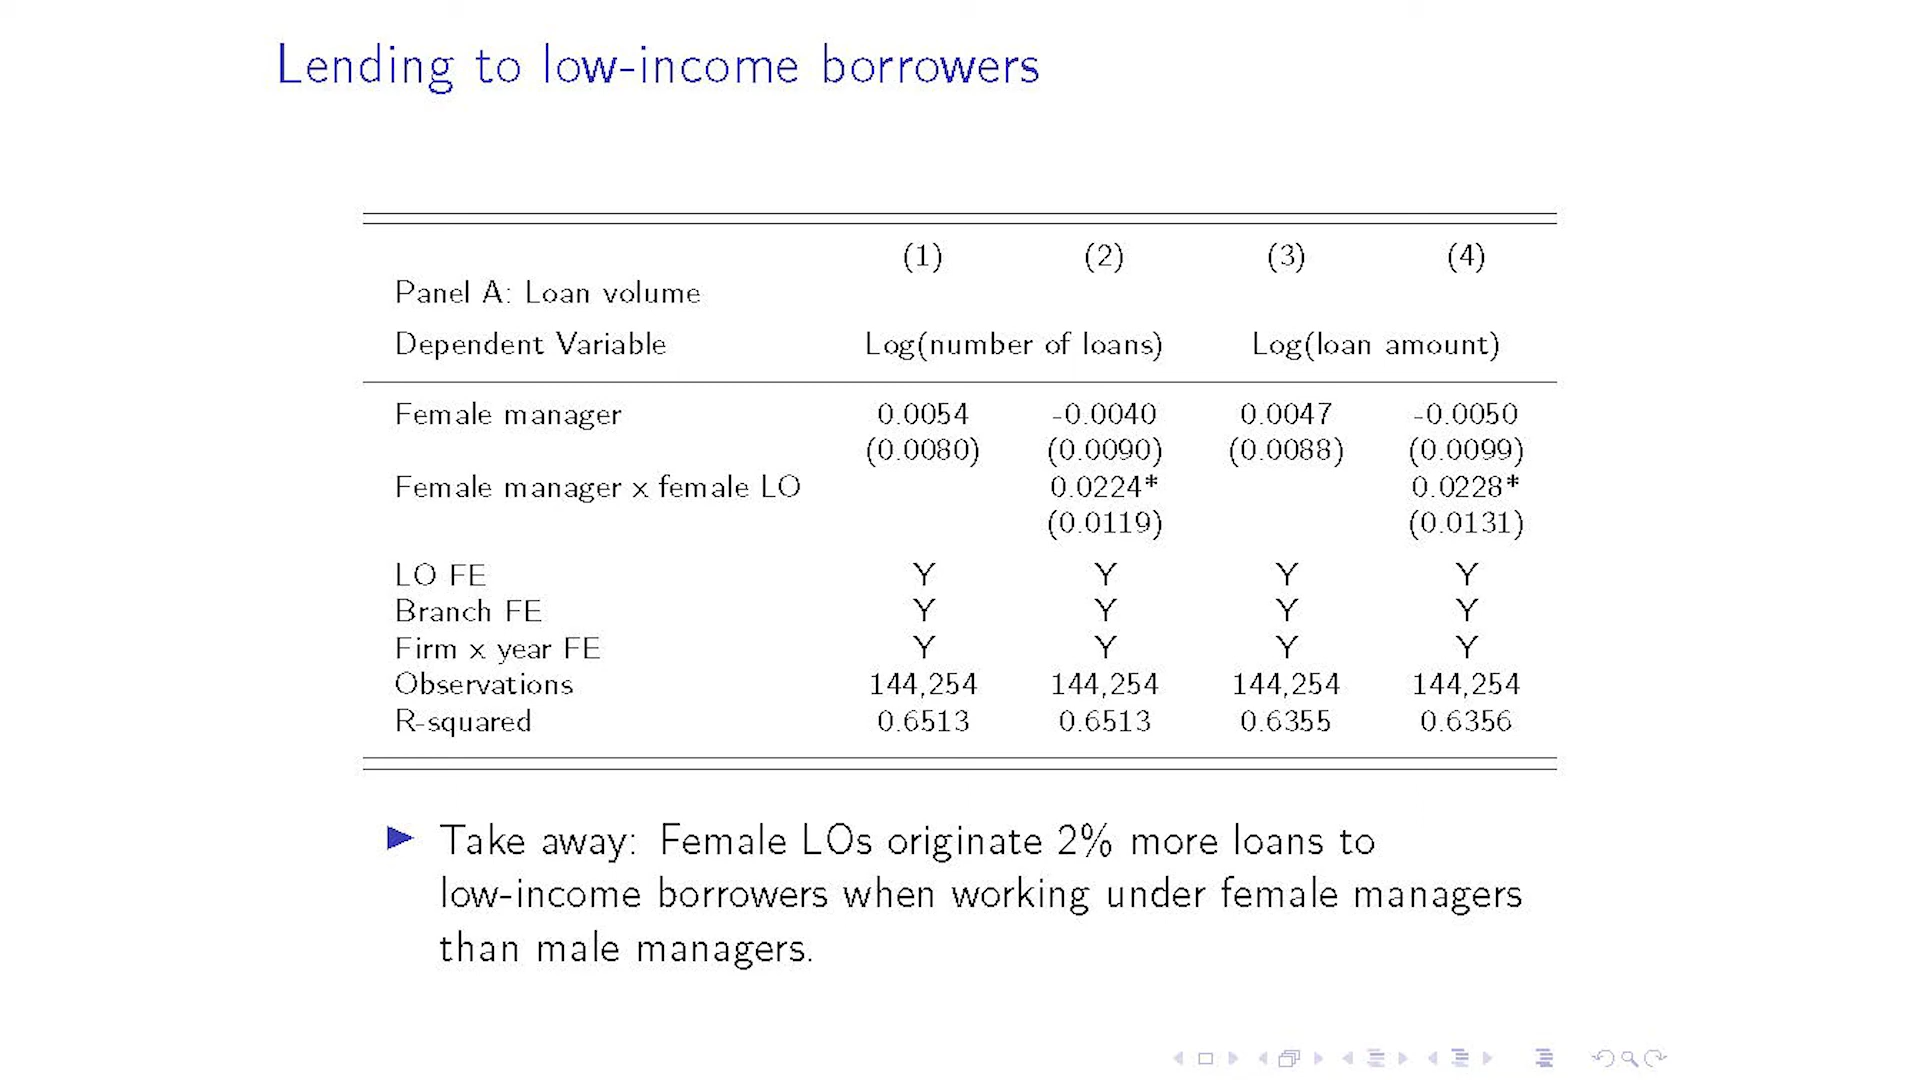 Lending to low-income borrowers
(1) (2) (3) (4)
Panel A: Loan volume
Dependent Variable Log(number of loans) Log(loan amount)
Female manager 0.0054 -0.0040 0.0047 -0.0050
(0.0080) (0.0090) (0.0088) (0.0099)
Female manager x female LO 0.0224* 0.0228*
(0.0119) (0.0131)
LO FE Y Y Y Y
Branch FE Y Y Y Y
Firm x year FE Y Y Y Y
Observations 144,254 144,254 144,254 144,254
R-squared 0.6513 0.6513 0.6355 0.6356
Take away: Female LOs originate 2% more loans to
low-income borrowers when working under female managers
than male managers.